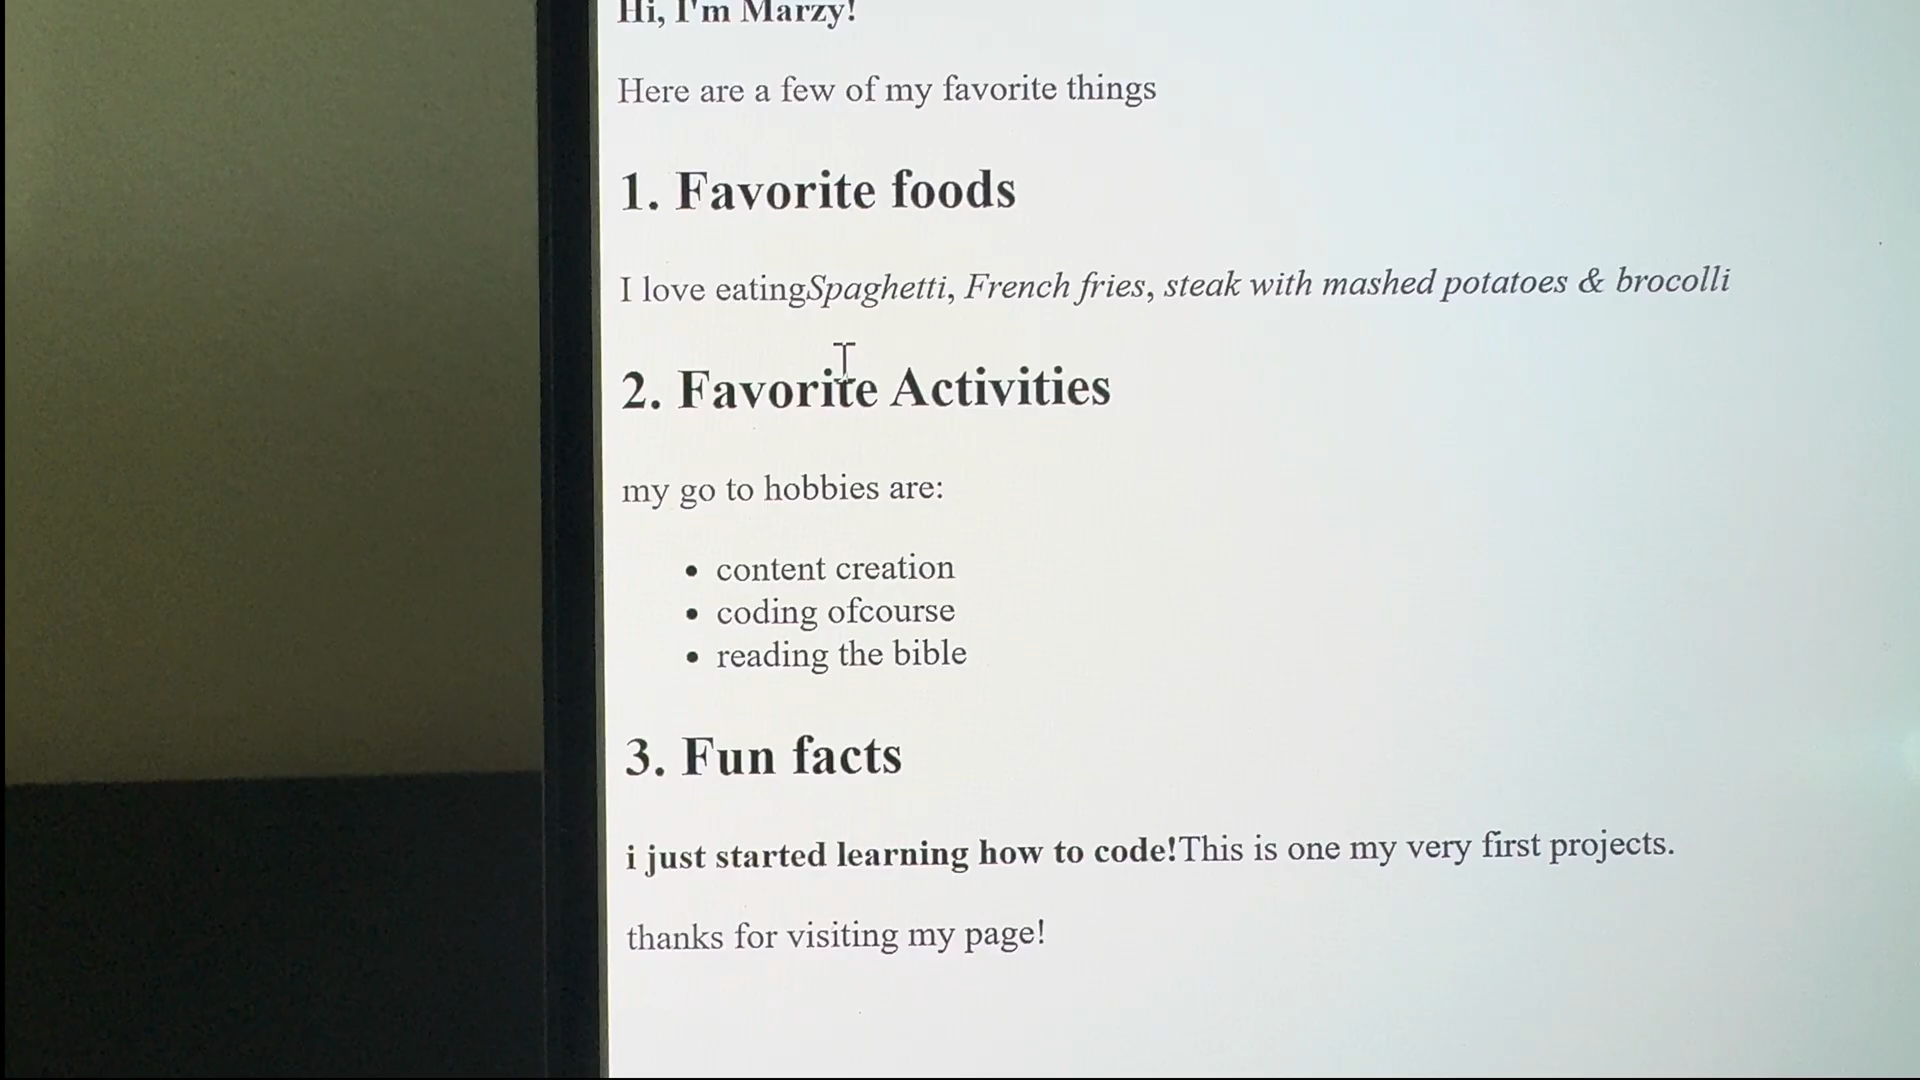 Hi, I'm Marzy!
Here are a few of my favorite things
1. Favorite foods
I love eatingSpaghetti, French fries, steak with mashed potatoes & brocolli
2. Favorite Activities
my go to hobbies are:
• content creation
• coding ofcourse
• reading the bible
3. Fun facts
i just started learning how to code!This is one my very first projects.
thanks for visiting my page!